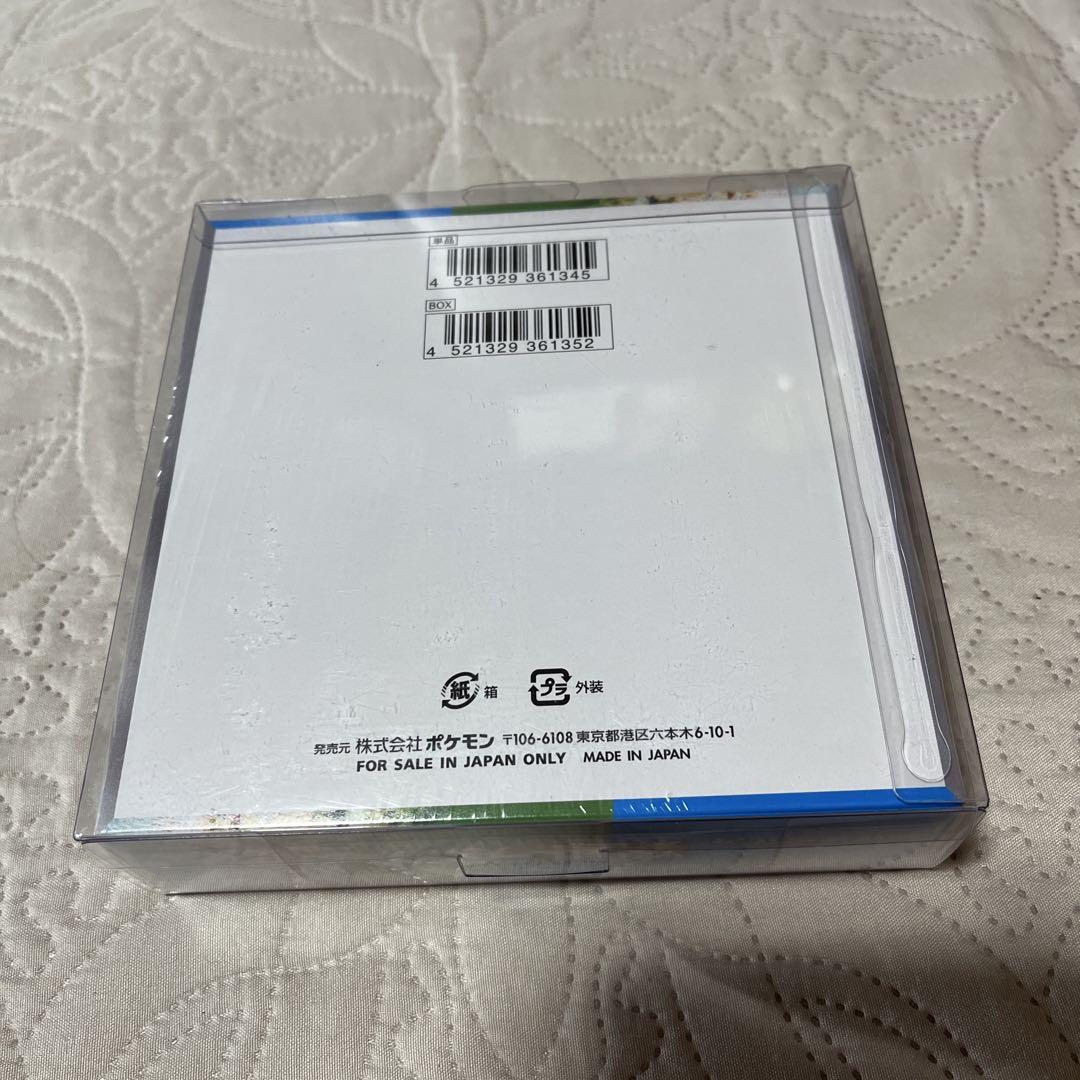 単品
4 521329 361345
BOX
4 521329 361352
紙 箱 プラ 外装
発売元 株式会社 ポケモン 〒106-6108 東京都港区六本木6-10-1
FOR SALE IN JAPAN ONLY MADE IN JAPAN